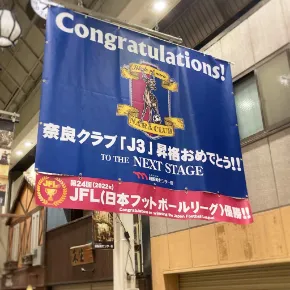 Congratulations!
NARA CLUB
奈良クラブ「J3」昇格おめでとう!!
TO THE NEXT STAGE
第24回(2022年)
JFL(日本フットボールリーグ)優勝!!